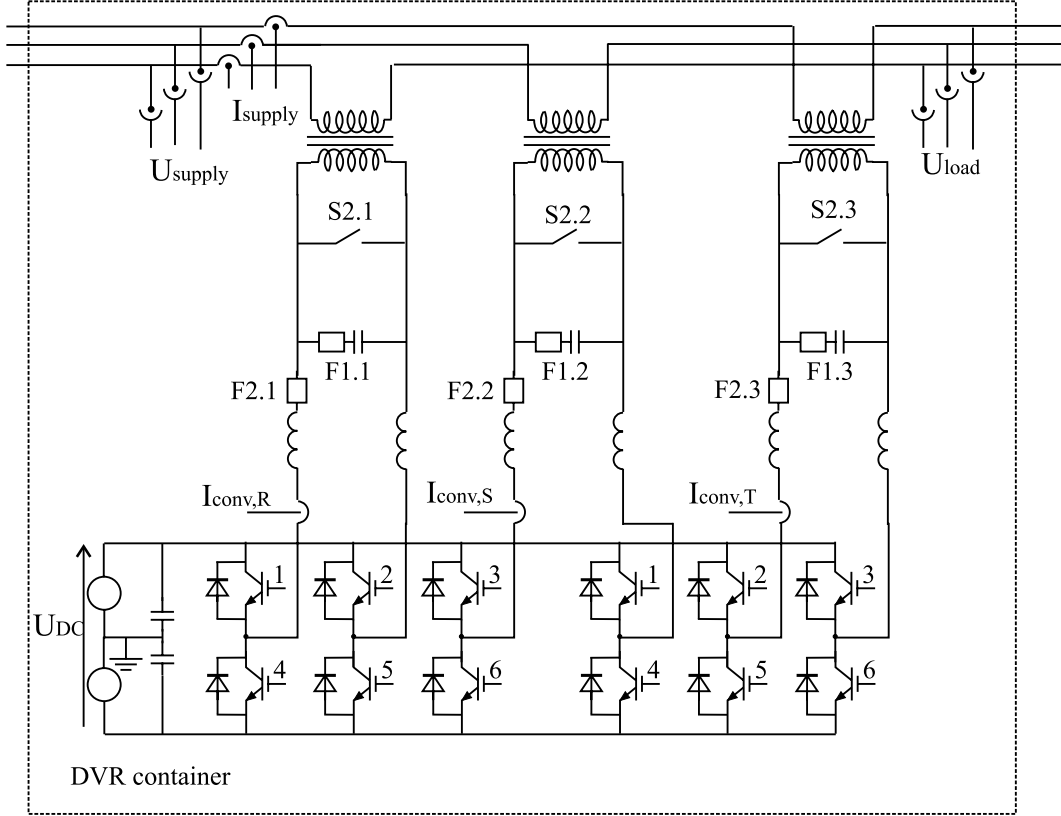 Isupply
Usupply
Uload
S2.1
S2.2
S2.3
F1.1
F1.2
F1.3
F2.1
F2.2
F2.3
Iconv,R
Iconv,S
Iconv,T
1
2
3
1
2
3
UDC
4
5
6
4
5
6
DVR container